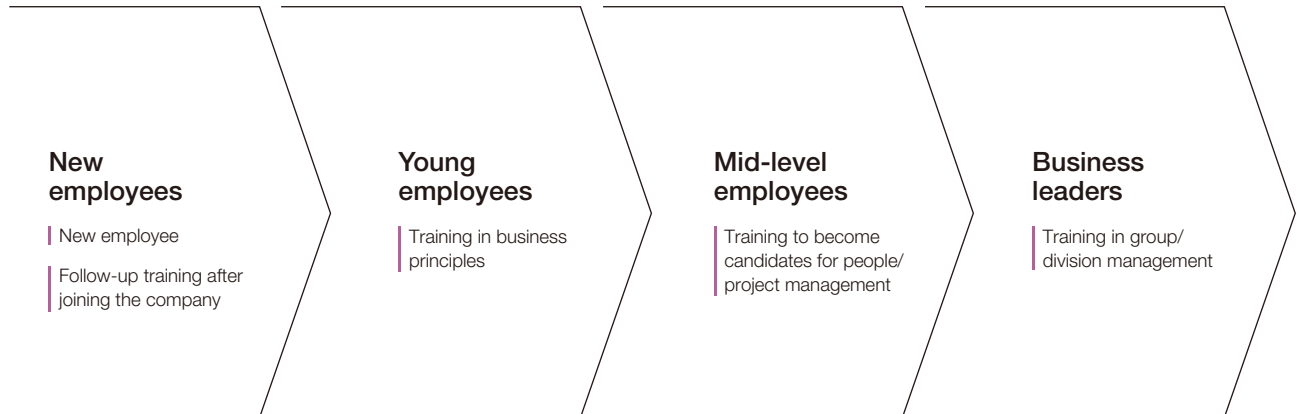 New
employees
New employee
Follow-up training after
joining the company
Young
employees
Training in business
principles
Mid-level
employees
Training to become
candidates for people/
project management
Business
leaders
Training in group/
division management